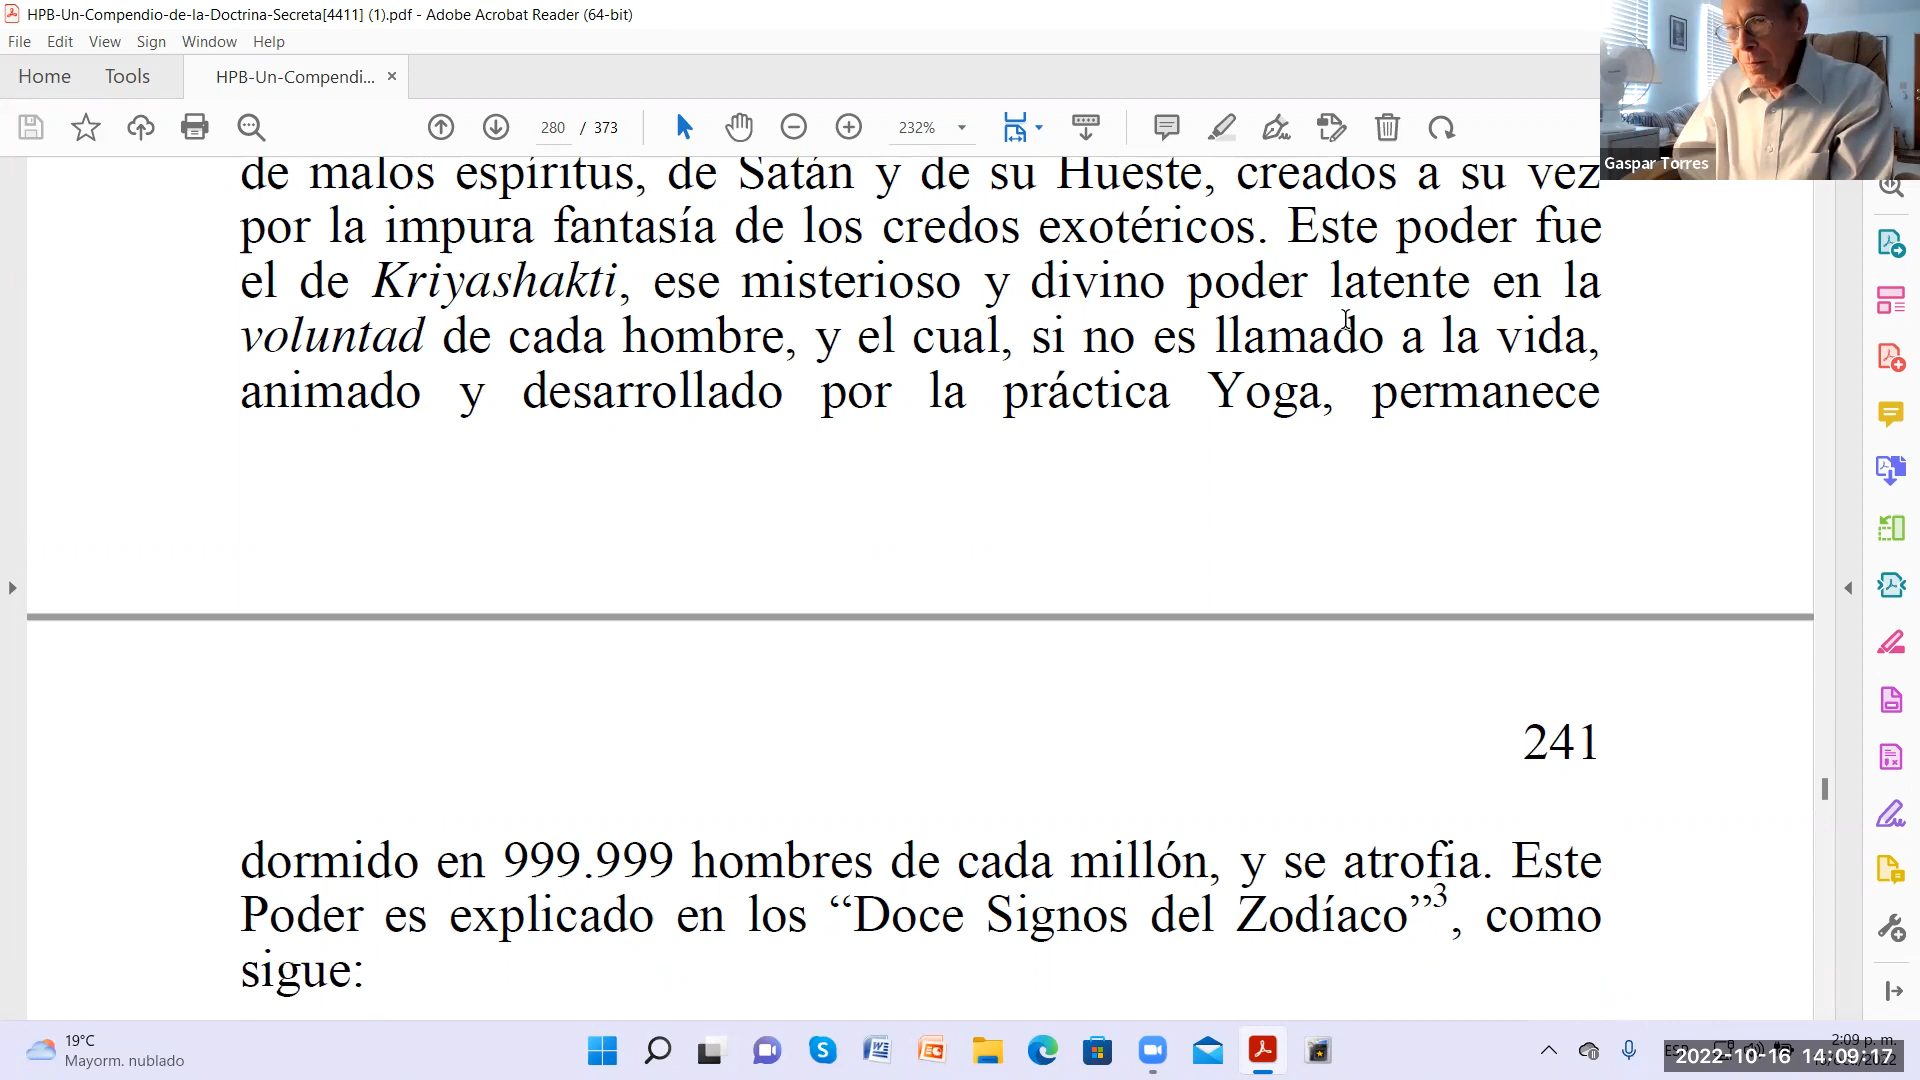 HPB-Un-Compendio-de-la-Doctrina-Secreta[4411] (1).pdf - Adobe Acrobat Reader (64-bit)
File Edit View Sign Window Help
Home Tools HPB-Un-Compendi... ×
280 / 373 232%
Gaspar Torres
de malos espíritus, de Satán y de su Hueste, creados a su vez
por la impura fantasía de los credos exotéricos. Este poder fue
el de Kriyashakti, ese misterioso y divino poder latente en la
voluntad de cada hombre, y el cual, si no es llamado a la vida,
animado y desarrollado por la práctica Yoga, permanece
241
dormido en 999.999 hombres de cada millón, y se atrofia. Este
Poder es explicado en los “Doce Signos del Zodíaco”3, como
sigue:
19°C
Mayorm. nublado
2:09 p. m.
2022-10-16 14:09:17